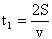 t₁ = 2S/v